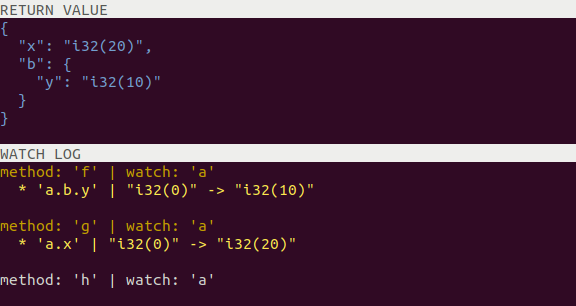 RETURN VALUE
{
  "x": "i32(20)",
  "b": {
    "y": "i32(10)"
  }
}
WATCH LOG
method: 'f' | watch: 'a'
  * 'a.b.y' | "i32(0)" -> "i32(10)"
method: 'g' | watch: 'a'
  * 'a.x' | "i32(0)" -> "i32(20)"
method: 'h' | watch: 'a'